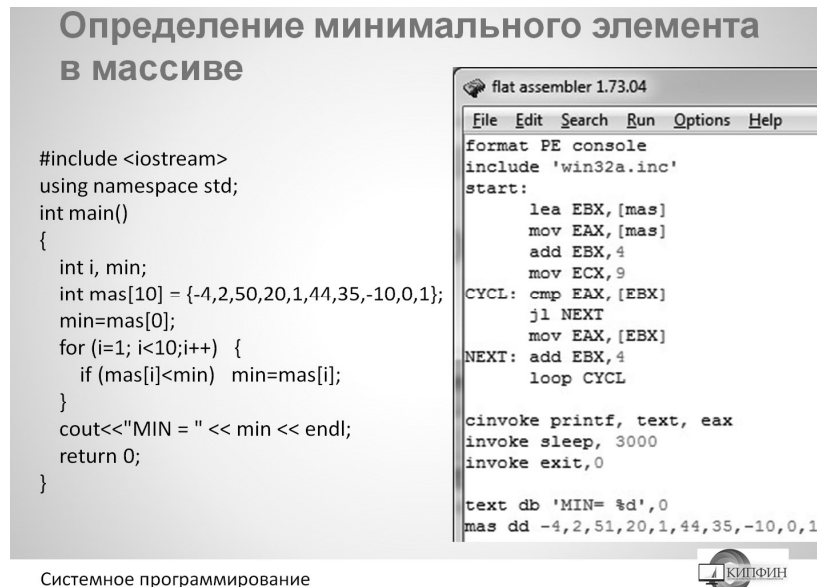 Определение минимального элемента
в массиве
#include <iostream>
using namespace std;
int main()
{
int i, min;
int mas[10] = {-4,2,50,20,1,44,35,-10,0,1};
min=mas[0];
for (i=1; i<10;i++) {
if (mas[i]<min) min=mas[i];
}
cout<<"MIN = " << min << endl;
return 0;
}
flat assembler 1.73.04
File Edit Search Run Options Help
format PE console
include 'win32a.inc'
start:
lea EBX,[mas]
mov EAX,[mas]
add EBX,4
mov ECX,9
CYCL: cmp EAX,[EBX]
jl NEXT
mov EAX,[EBX]
NEXT: add EBX,4
loop CYCL
cinvoke printf, text, eax
invoke sleep, 3000
invoke exit,0
text db 'MIN= %d',0
mas dd -4,2,51,20,1,44,35,-10,0,1
Системное программирование
КИПФИН